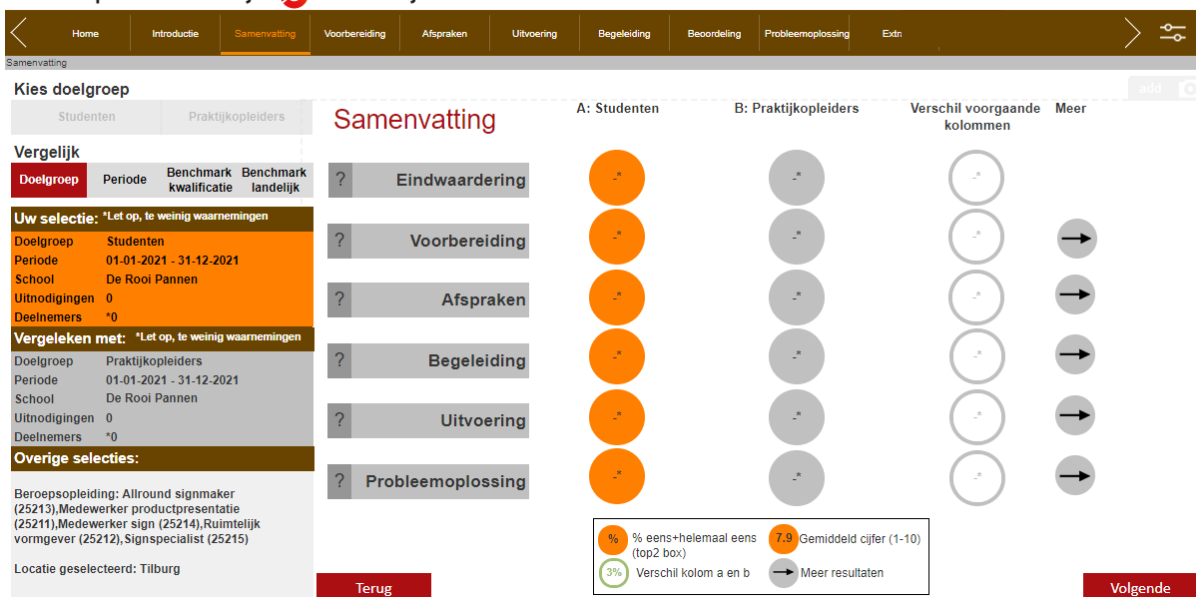 Home Introductie Samenvatting Voorbereiding Afspraken Uitvoering Begeleiding Beoordeling Probleemoplossing Extr
Samenvatting
Kies doelgroep
add
Studenten Praktijkopleiders
Samenvatting
A: Studenten B: Praktijkopleiders Verschil voorgaande kolommen Meer
Vergelijk
Doelgroep Periode Benchmark kwalificatie Benchmark landelijk
? Eindwaardering -* -* -*
Uw selectie: *Let op, te weinig waarnemingen
Doelgroep Studenten
Periode 01-01-2021 - 31-12-2021
School De Rooi Pannen
Uitnodigingen 0
Deelnemers *0
? Voorbereiding -* -* -*
? Afspraken -* -* -*
Vergeleken met: *Let op, te weinig waarnemingen
Doelgroep Praktijkopleiders
Periode 01-01-2021 - 31-12-2021
School De Rooi Pannen
Uitnodigingen 0
Deelnemers *0
? Begeleiding -* -* -*
? Uitvoering -* -* -*
Overige selecties:
? Probleemoplossing -* -* -*
Beroepsopleiding: Allround signmaker
(25213),Medewerker productpresentatie
(25211),Medewerker sign (25214),Ruimtelijk
vormgever (25212),Signspecialist (25215)
Locatie geselecteerd: Tilburg
% % eens+helemaal eens
(top2 box)
7.9 Gemiddeld cijfer (1-10)
3% Verschil kolom a en b
Meer resultaten
Terug Volgende